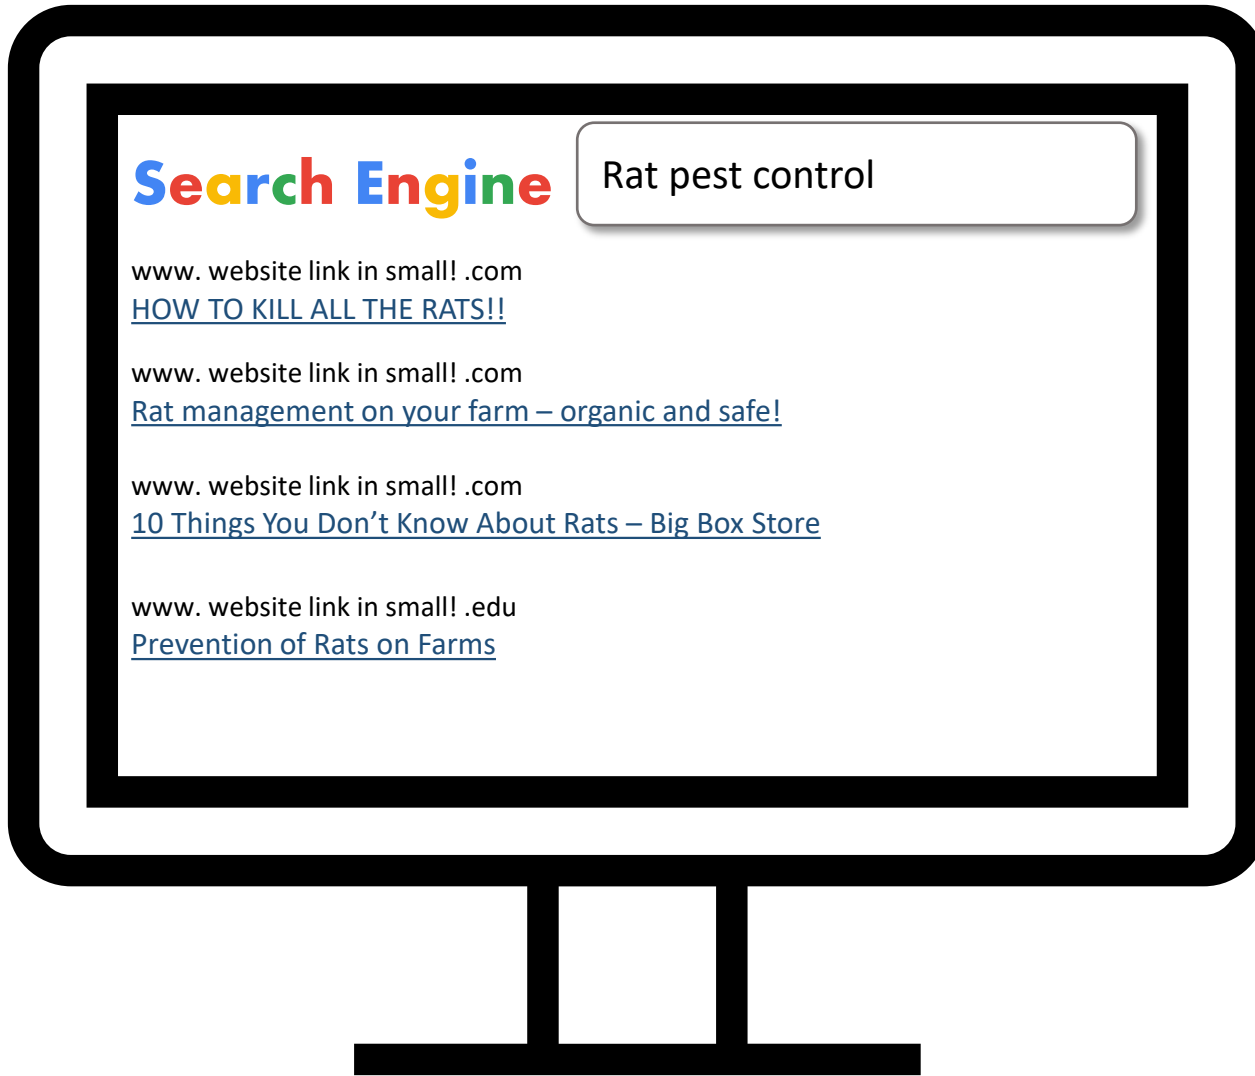 Search Engine
Rat pest control
www. website link in small! .com
HOW TO KILL ALL THE RATS!!
www. website link in small! .com
Rat management on your farm – organic and safe!
www. website link in small! .com
10 Things You Don’t Know About Rats – Big Box Store
www. website link in small! .edu
Prevention of Rats on Farms